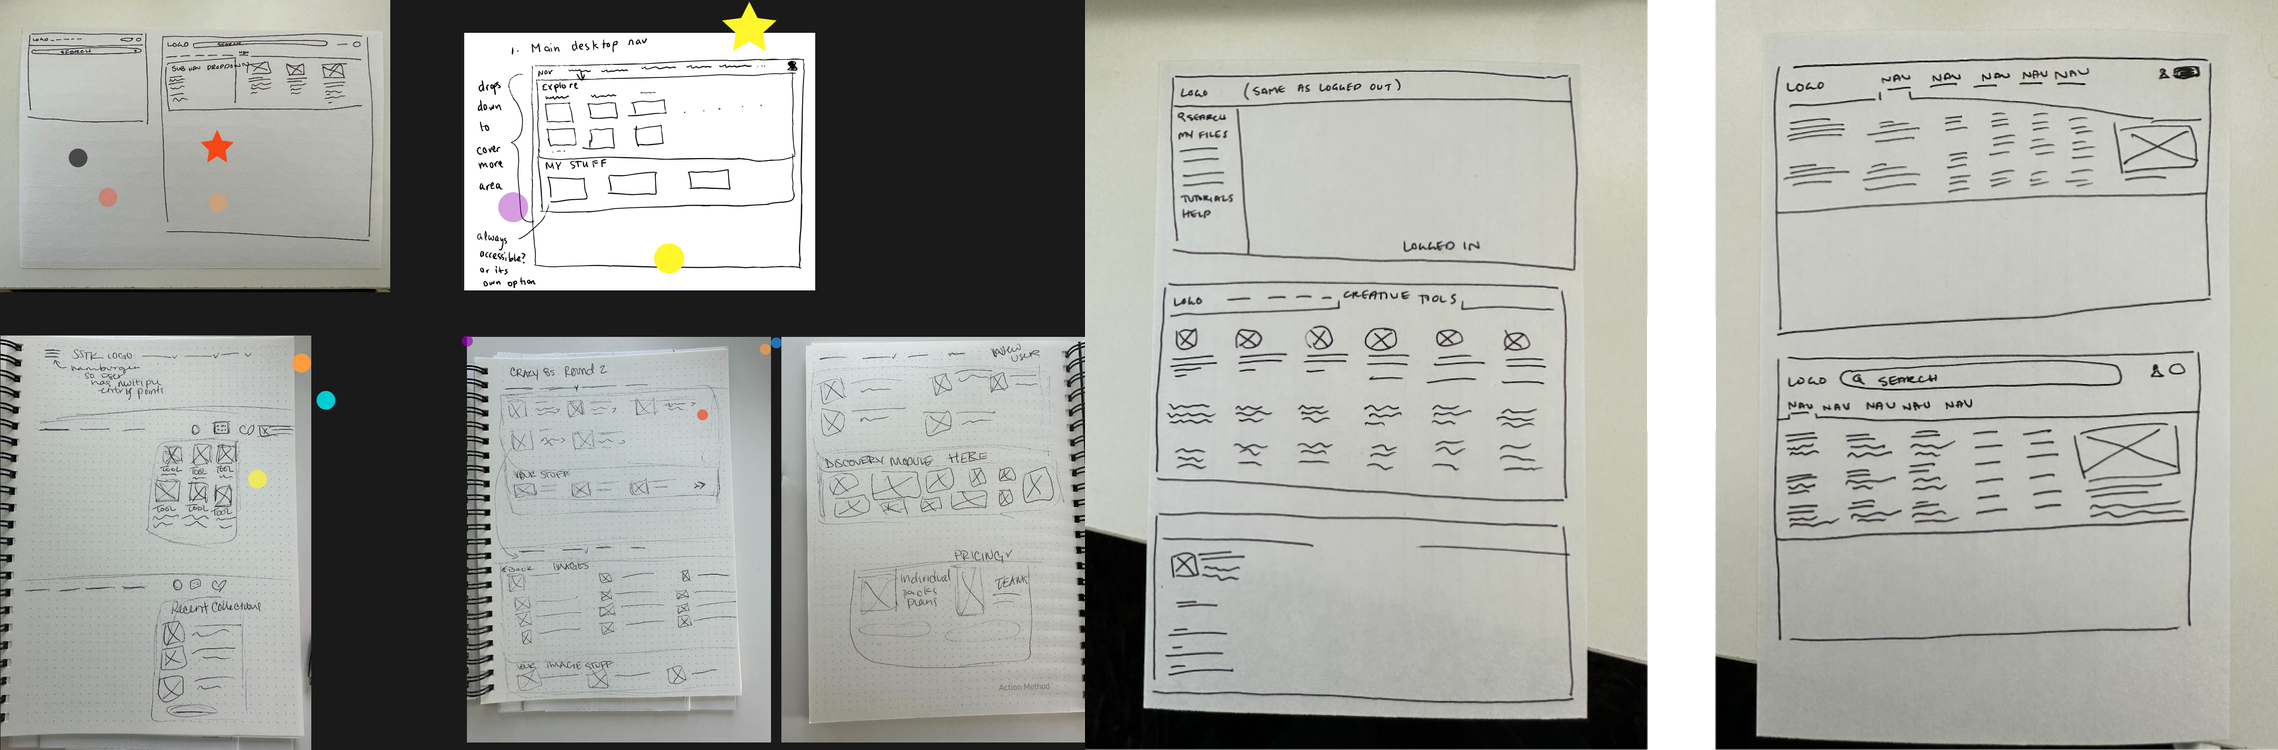 LOGO
SEARCH
LOGO SEARCH
SUB NAV DROPDOWN
1. Main desktop nav
drops
down
to
cover
more
area
Nav
Explore
MY STUFF
always
accessible?
or its
own option
SSTK LOGO
hamburger
so user
has multiple
entry points
TOOL TOOL TOOL
TOOL TOOL TOOL
Recent Collections
CRAZY 8s Round 2
YOUR STUFF
BACK IMAGES
YOUR IMAGE STUFF
NEW
USER
DISCOVERY MODULE HERE
PRICING
Individual
packs
plans
TEAM
Action Method
LOGO (SAME AS LOGGED OUT)
SEARCH
MY FILES
TUTORIALS
HELP
LOGGED IN
LOGO CREATIVE TOOLS
LOGO NAV NAV NAV NAV NAV
LOGO SEARCH
NAV NAV NAV NAV NAV